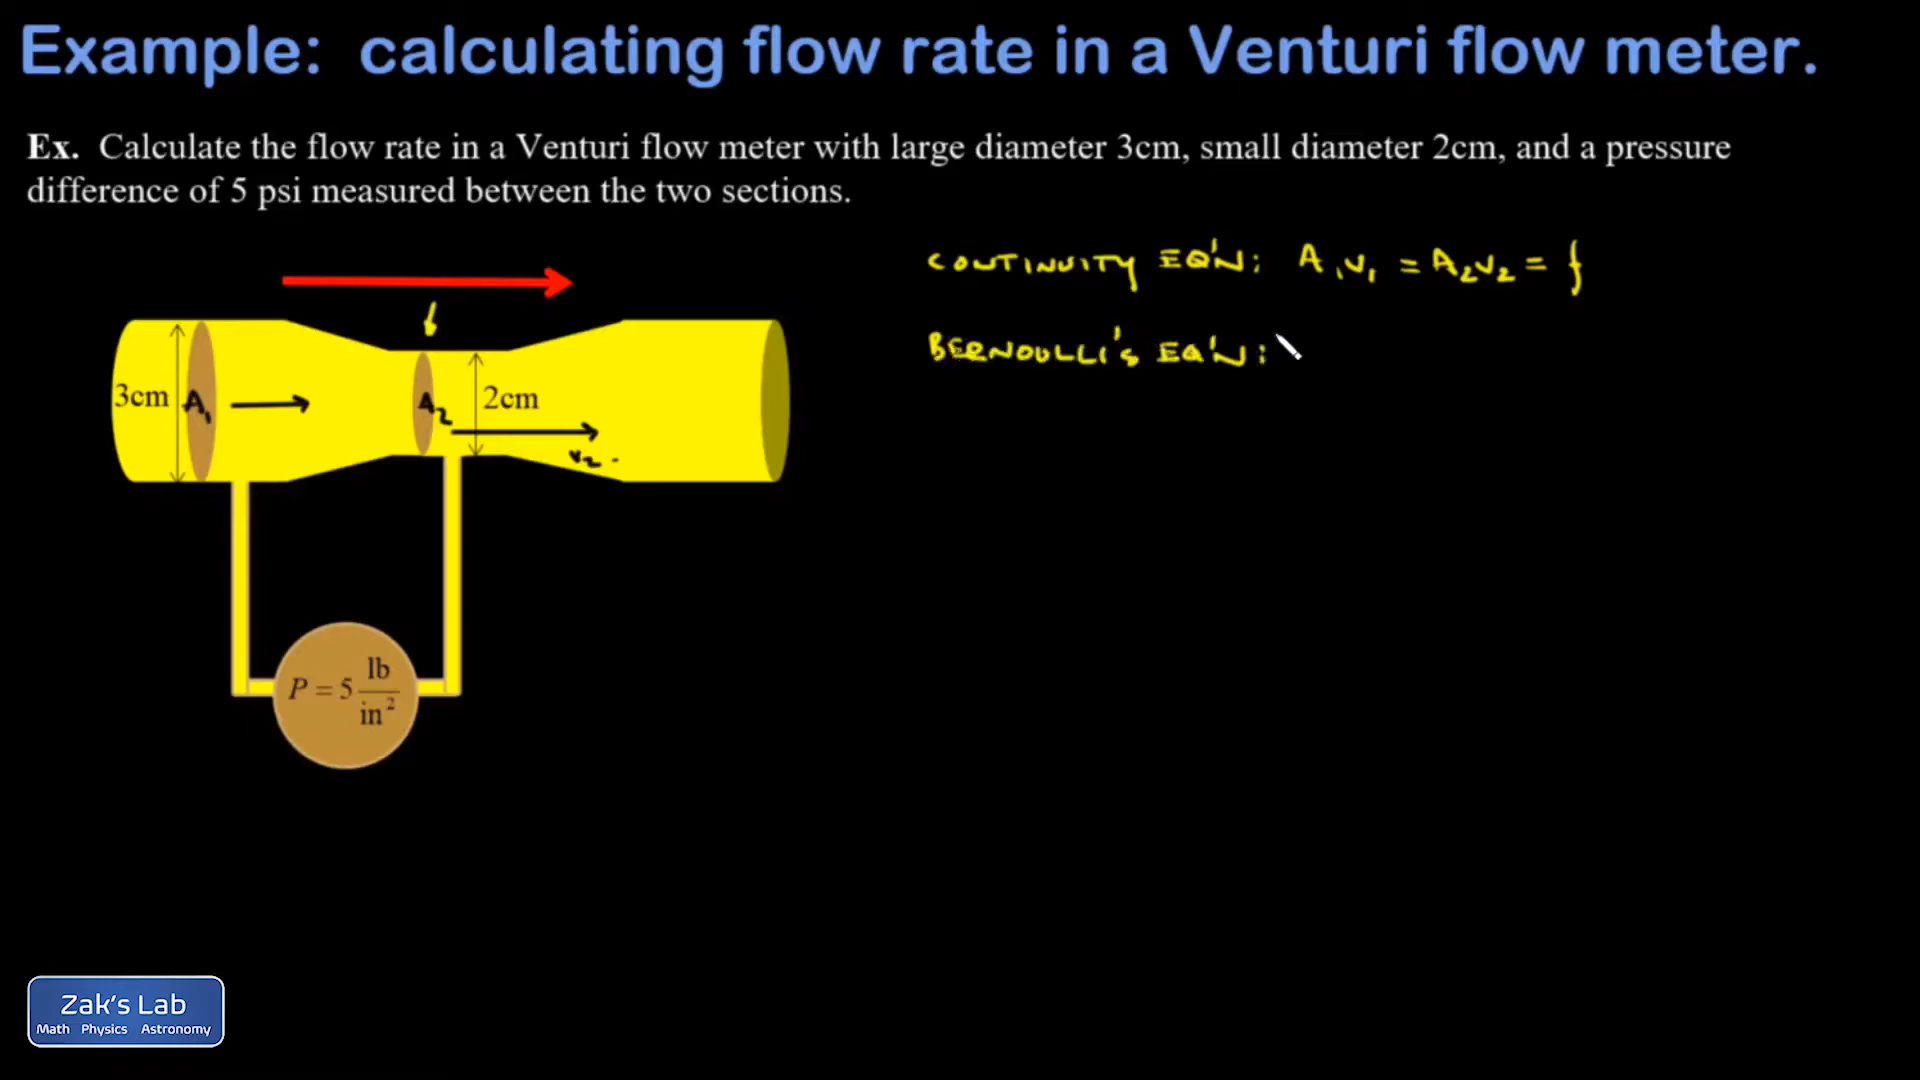 Example: calculating flow rate in a Venturi flow meter.
Ex. Calculate the flow rate in a Venturi flow meter with large diameter 3cm, small diameter 2cm, and a pressure
difference of 5 psi measured between the two sections.
CONTINUITY EQ'N: A₁v₁ = A₂v₂ = f
BERNOULLI'S EQ'N:
3cm
A₁
A₂
2cm
v₂
P = 5 lb/in²
Zak's Lab
Math Physics Astronomy